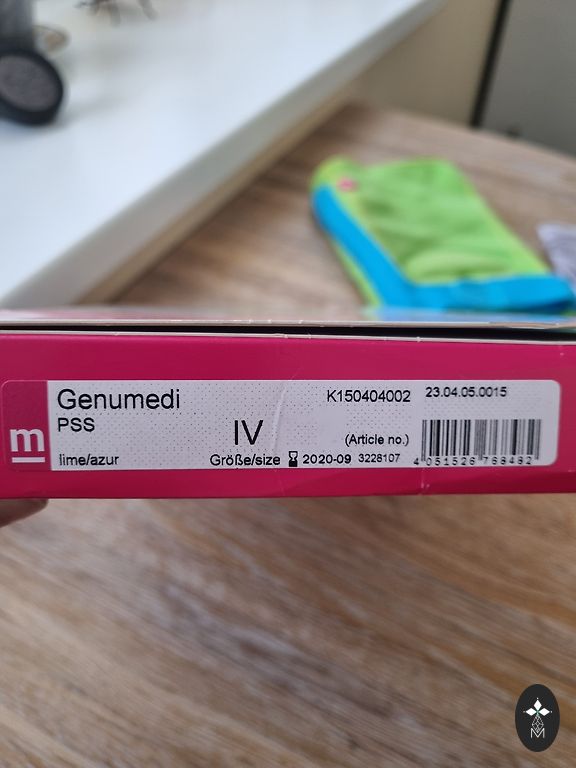 m
Genumedi
PSS
lime/azur
IV
Größe/size
K150404002
(Article no.)
2020-09 3228107
23.04.05.0015
4 051526 768492
M